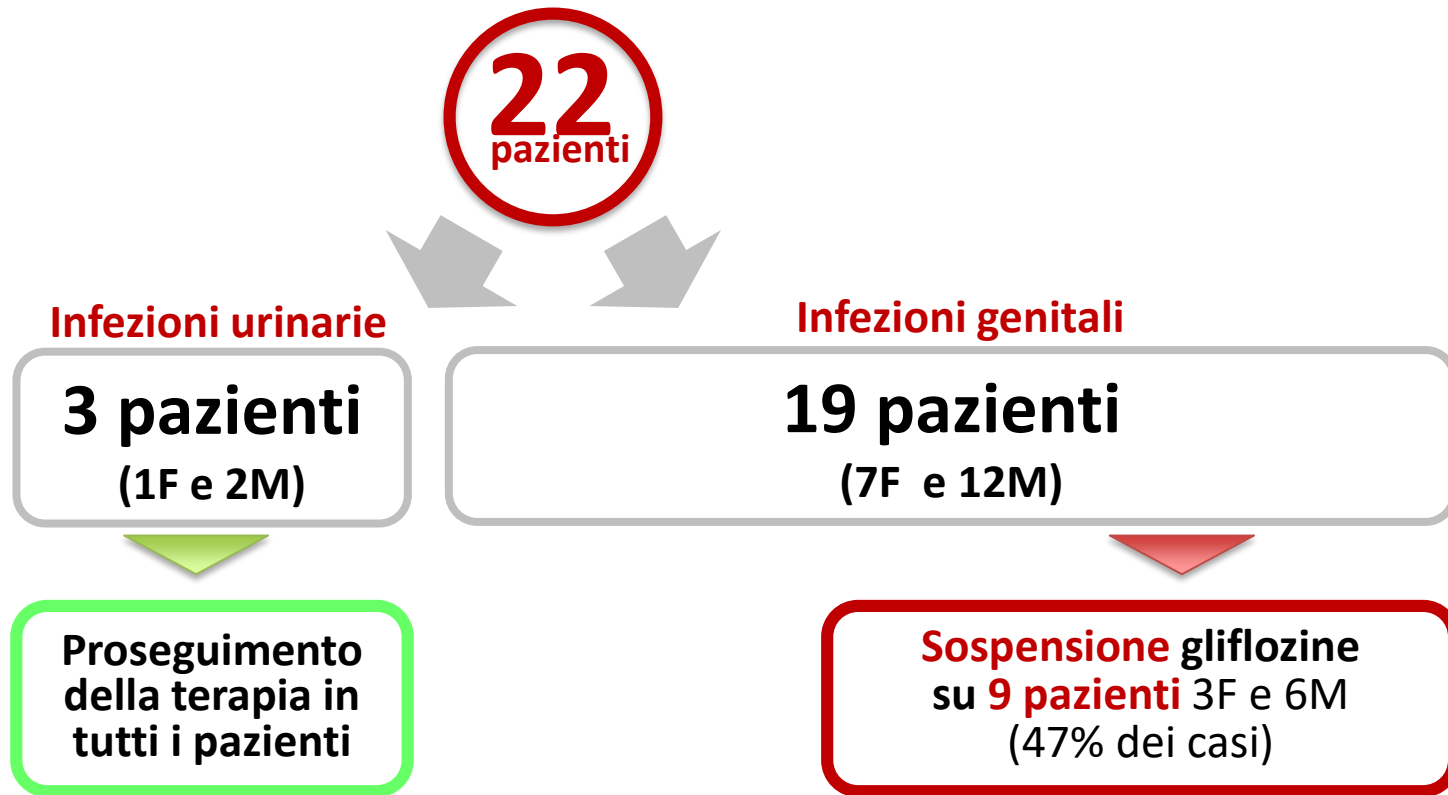 22
pazienti
Infezioni urinarie
3 pazienti
(1F e 2M)
Proseguimento
della terapia in
tutti i pazienti
Infezioni genitali
19 pazienti
(7F e 12M)
Sospensione gliflozine
su 9 pazienti 3F e 6M
(47% dei casi)